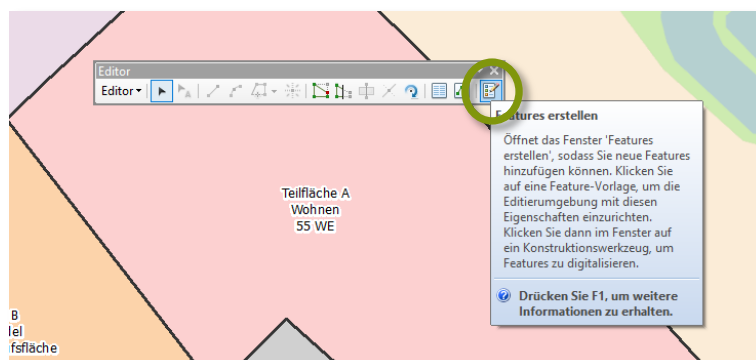 Editor
Editor
Features erstellen
Öffnet das Fenster 'Features
erstellen', sodass Sie neue Features
hinzufügen können. Klicken Sie
auf eine Feature-Vorlage, um die
Editierumgebung mit diesen
Eigenschaften einzurichten.
Klicken Sie dann im Fenster auf
ein Konstruktionswerkzeug, um
Features zu digitalisieren.
Drücken Sie F1, um weitere
Informationen zu erhalten.
Teilfläche A
Wohnen
55 WE
B
del
fsfläche